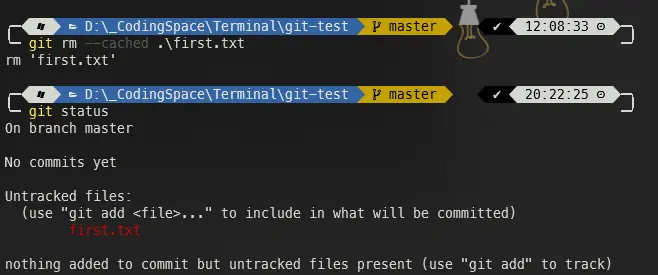 D:\_CodingSpace\Terminal\git-test master ✔ 12:08:33
git rm --cached .\first.txt
rm 'first.txt'
D:\_CodingSpace\Terminal\git-test master ✔ 20:22:25
git status
On branch master
No commits yet
Untracked files:
(use "git add <file>..." to include in what will be committed)
first.txt
nothing added to commit but untracked files present (use "git add" to track)